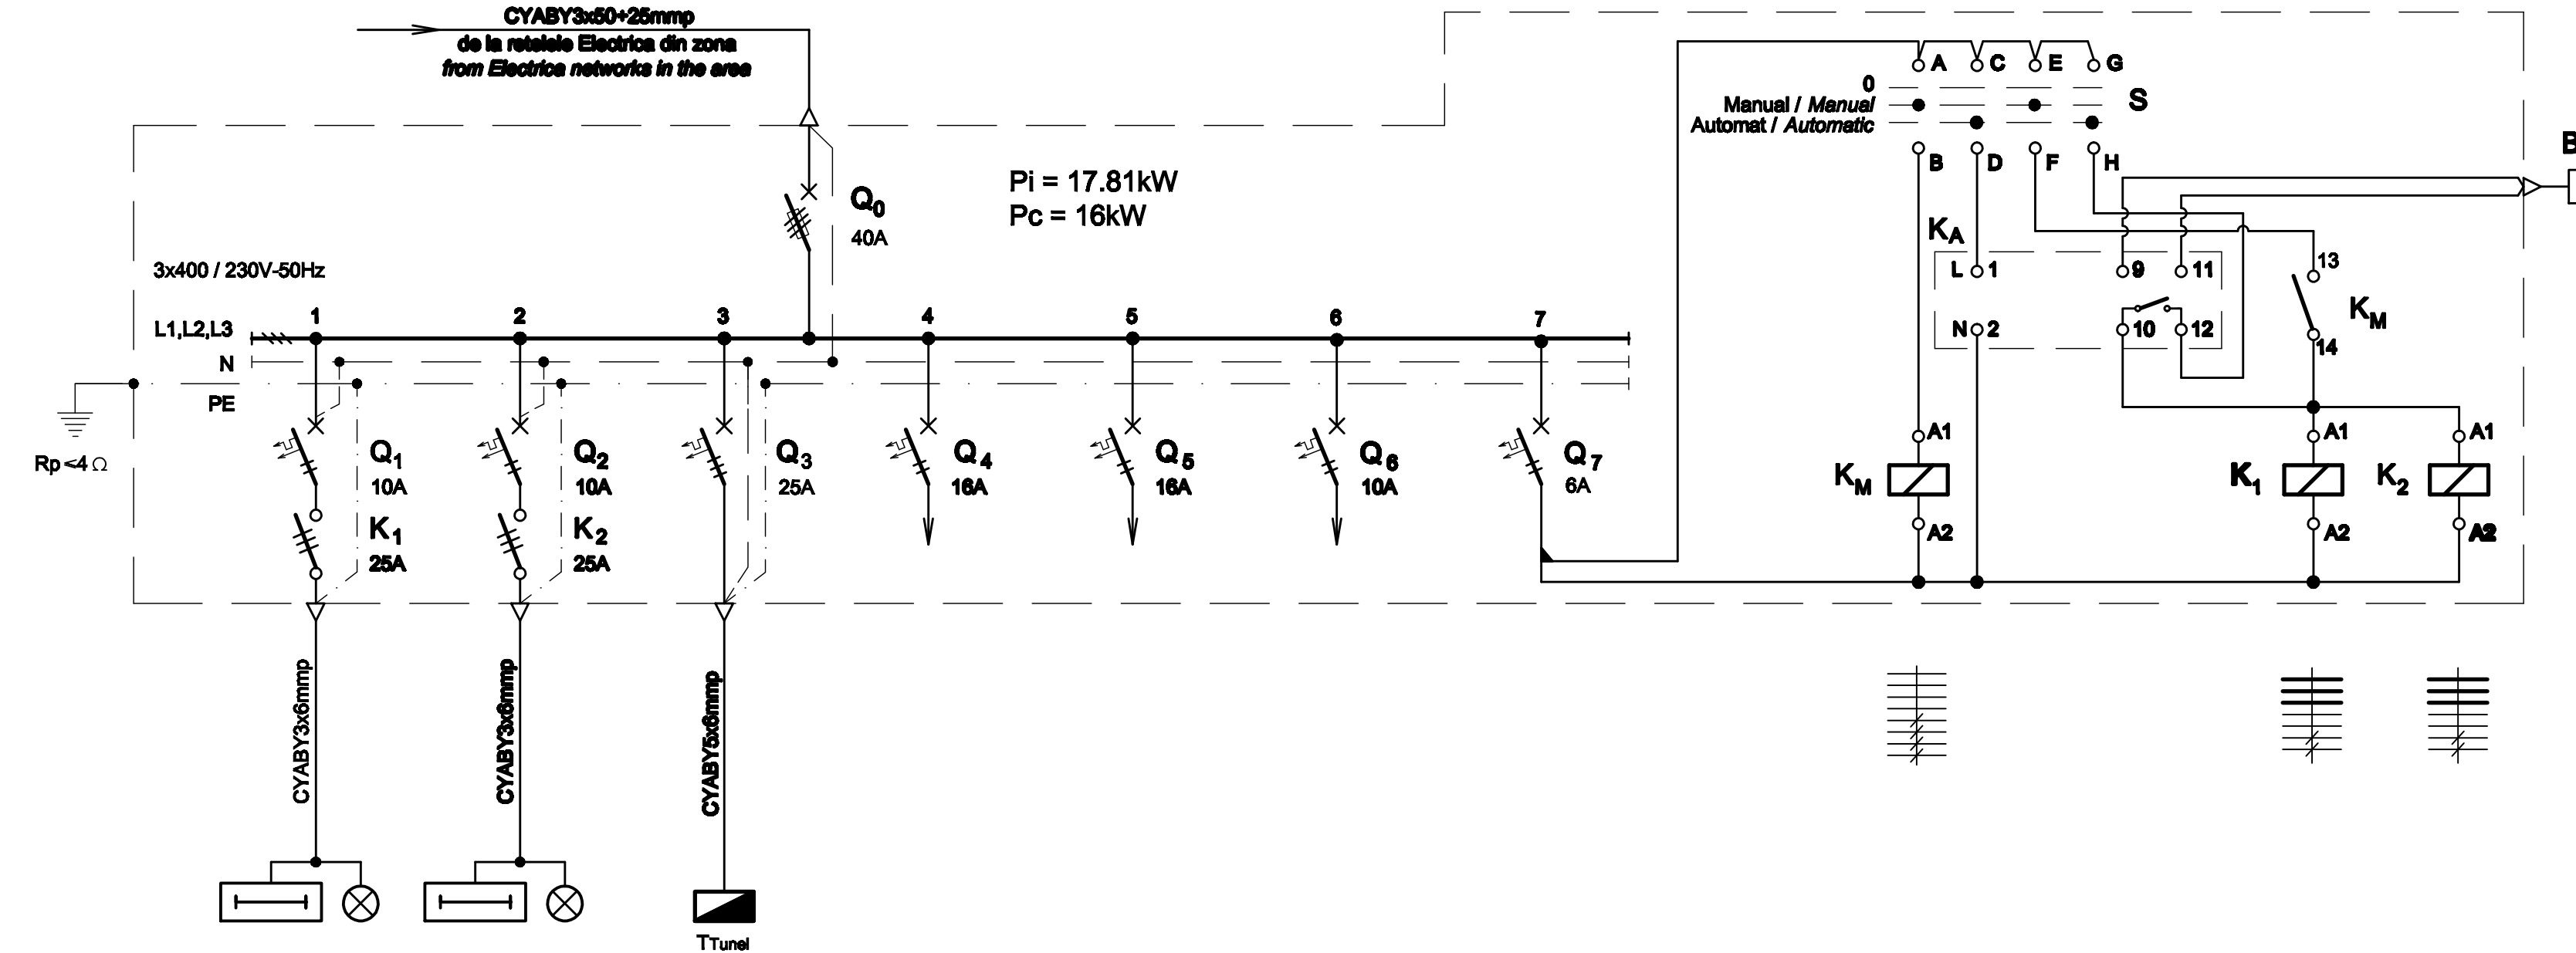 CYABY3x50+25mmp
de la retelele Electrica din zona
from Electrica networks in the area
A C E G
0
Manual / Manual
Automat / Automatic
S
B D F H
B
Pi = 17.81kW
Pc = 16kW
Q0
40A
KA
3x400 / 230V-50Hz
L 1 9 11 13
L1,L2,L3
1 2 3 4 5 6 7
N 2 10 12 14
KM
N
PE
Rp <4 Ω
Q1
10A
Q2
10A
Q3
25A
Q4
16A
Q5
16A
Q6
10A
Q7
6A
K1
25A
K2
25A
A1 A1 A1
KM K1 K2
A2 A2 A2
CYABY3x6mmp
CYABY3x6mmp
CYABY5x6mmp
TTunel